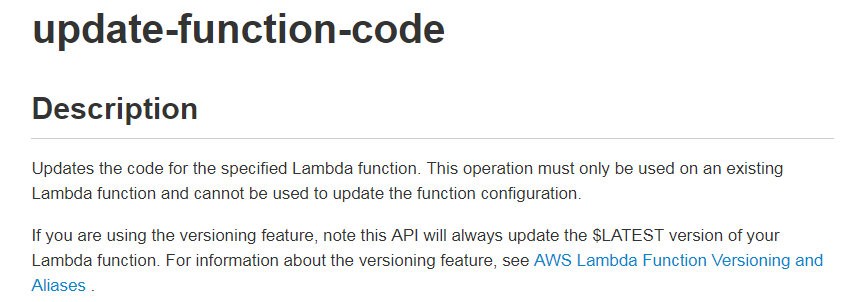 update-function-code
Description
Updates the code for the specified Lambda function. This operation must only be used on an existing
Lambda function and cannot be used to update the function configuration.
If you are using the versioning feature, note this API will always update the $LATEST version of your
Lambda function. For information about the versioning feature, see AWS Lambda Function Versioning and
Aliases .